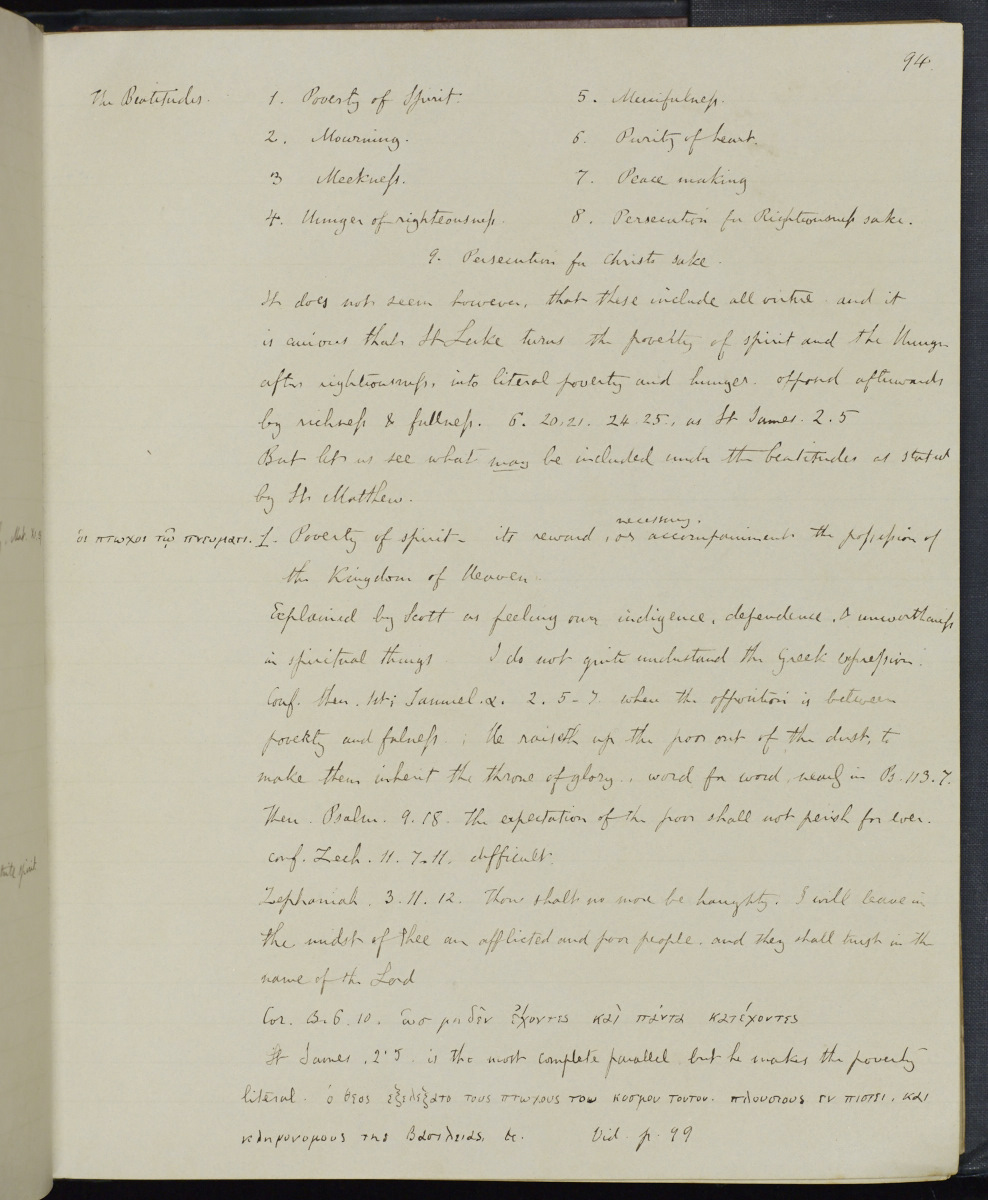 94.
The Beatitudes.
1. Poverty of Spirit.
5. Mercifulness.
2. Mourning.
6. Purity of heart.
3 Meekness.
7. Peace making
4. Hunger of righteousness.
8. Persecution for Righteousness sake.
9. Persecution for Christs sake.
It does not seem however, that these include all virtue. and it
is curious that St Luke turns the poverty of spirit and the Hunger
after righteousness, into literal poverty and hunger. opposed afterwards
by richness & fullness. 6. 20.21. 24.25., as St James. 2.5
But let us see what may be included under the beatitudes as stated
by St Matthew.
ὁι πτωχοι τῷ πνευματι. 1. Poverty of spirit - its reward, or necessary. accompaniment. the possession of
the Kingdom of Heaven.
Explained by Scott as feeling our indigence, dependence, & unworthiness
in spiritual things I do not quite understand the Greek expression.
Conf. then. 1st; Samuel. 2. 5-7 where the opposition is between
poverty and fulness.; He raiseth up the poor out of the dust, to
make them inherit the throne of glory., word for word, nearly in Ps. 113.7.
Then. Psalm. 9.18. the expectation of the poor shall not perish for ever.
conf. Zech. 11. 7-11. difficult.
Zephaniah. 3.11.12. Thou shalt no more be haughty. I will leave in
the midst of thee an afflicted and poor people. and they shall trust in the
name of the Lord
Cor. B. 6. 10. ὡσ μηδὲν ἔχοντες καὶ πάντα κατέχοντες
St James. 2.5. is the most complete parallel. but he makes the poverty
literal. ὁ θεος εξελεξατο τους πτωχους του κοσμου τουτου. πλουσιους εν πιστει. και
κληρονομους της Βασιλειας, &c. Vid. p. 99